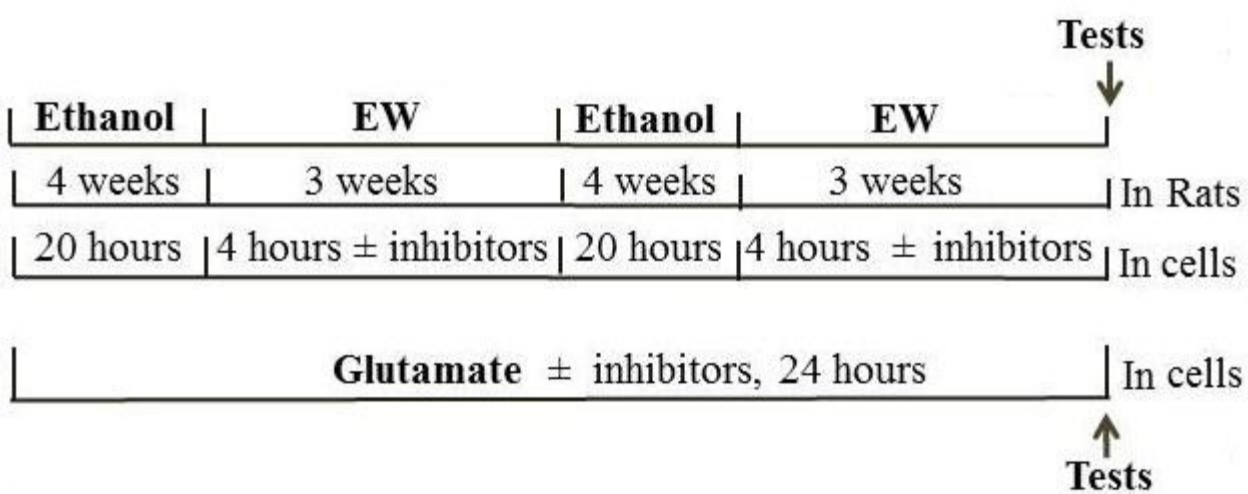 Tests
Ethanol EW Ethanol EW
4 weeks 3 weeks 4 weeks 3 weeks In Rats
20 hours 4 hours ± inhibitors 20 hours 4 hours ± inhibitors In cells
Glutamate ± inhibitors, 24 hours In cells
Tests